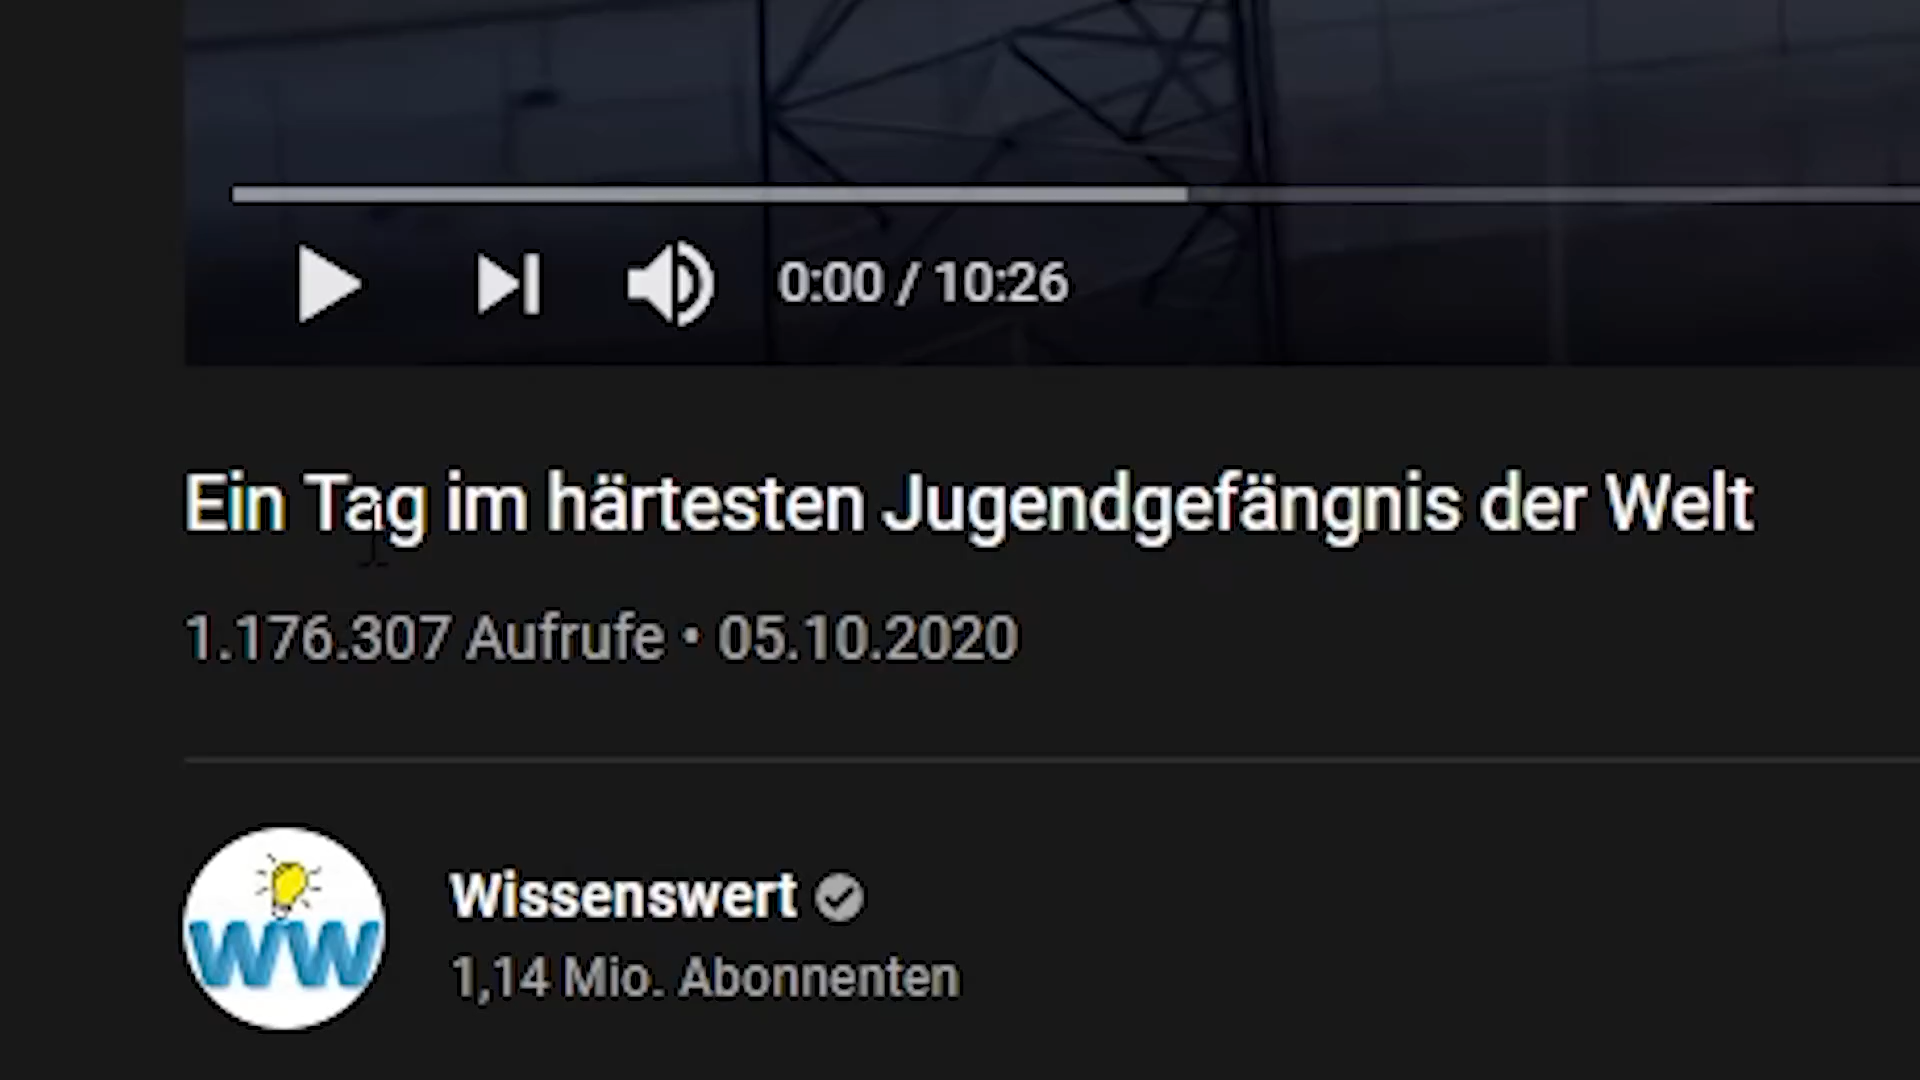 0:00 / 10:26
Ein Tag im härtesten Jugendgefängnis der Welt
1.176.307 Aufrufe • 05.10.2020
WW
Wissenswert
1,14 Mio. Abonnenten